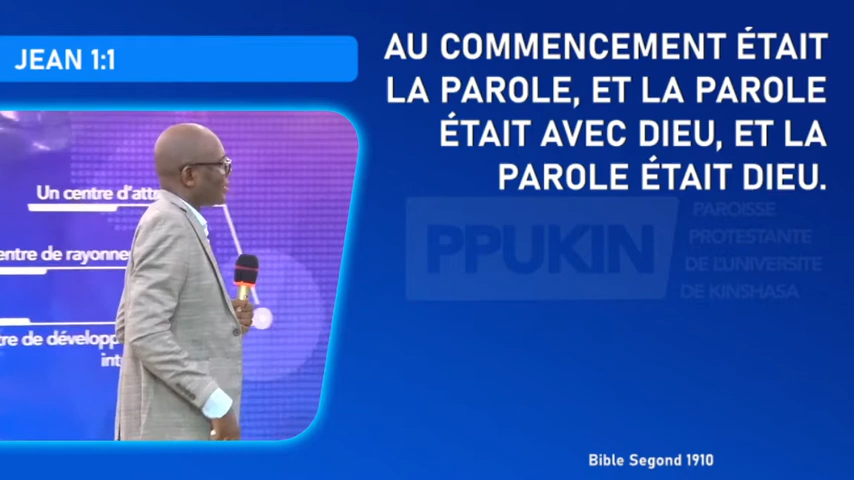 JEAN 1:1
AU COMMENCEMENT ÉTAIT
LA PAROLE, ET LA PAROLE
ÉTAIT AVEC DIEU, ET LA
PAROLE ÉTAIT DIEU.
Un centre d'attra
entre de rayonne
tre de développ
int
PPUKIN
PAROISSE
PROTESTANTE
DE L'UNIVERSITE
DE KINSHASA
Bible Segond 1910